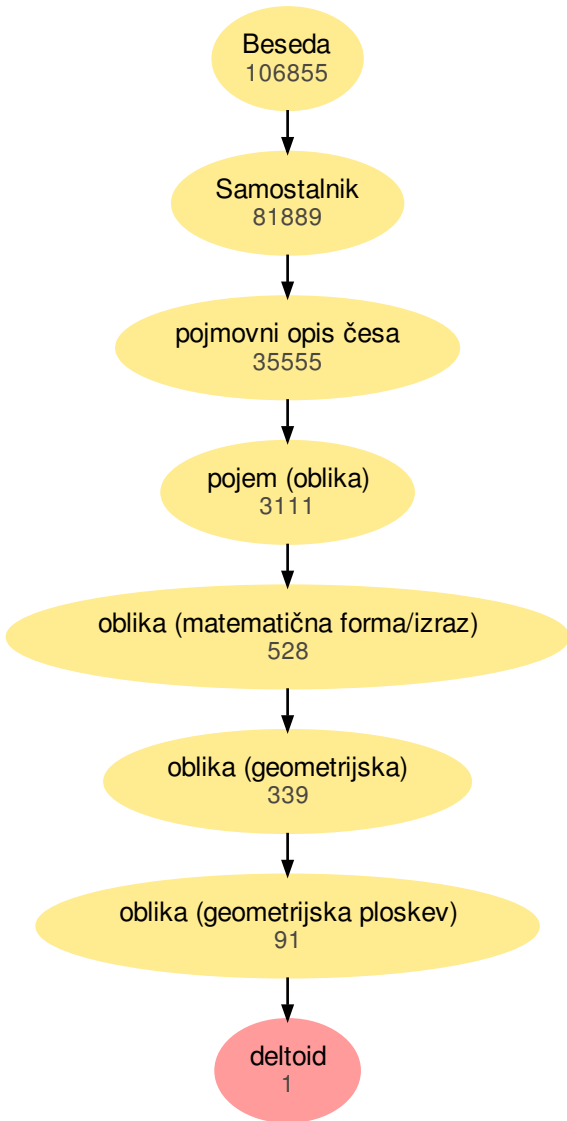 Beseda
106855
Samostalnik
81889
pojmovni opis česa
35555
pojem (oblika)
3111
oblika (matematična forma/izraz)
528
oblika (geometrijska)
339
oblika (geometrijska ploskev)
91
deltoid
1